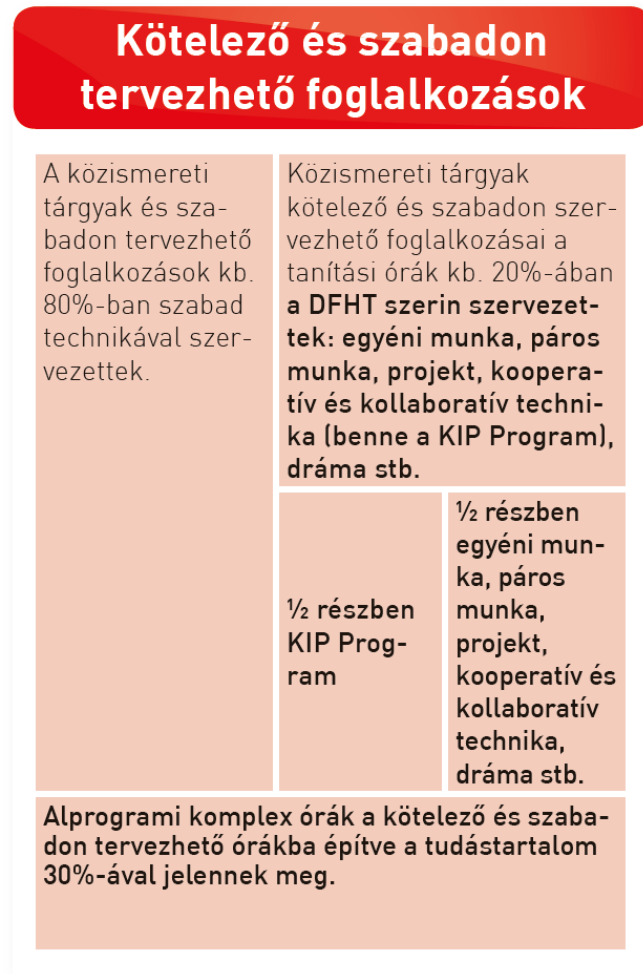 Kötelező és szabadon
tervezhető foglalkozások
A közismereti
tárgyak és sza-
badon tervezhető
foglalkozások kb.
80%-ban szabad
technikával szer-
vezettek.
Közismereti tárgyak
kötelező és szabadon szer-
vezhető foglalkozásai a
tanítási órák kb. 20%-ában
a DFHT szerin szervezet-
tek: egyéni munka, páros
munka, projekt, koopera-
tív és kollaboratív techni-
ka (benne a KIP Program),
dráma stb.
½ részben
KIP Prog-
ram
½ részben
egyéni mun-
ka, páros
munka,
projekt,
kooperatív és
kollaboratív
technika,
dráma stb.
Alprogrami komplex órák a kötelező és szaba-
don tervezhető órákba építve a tudástartalom
30%-ával jelennek meg.